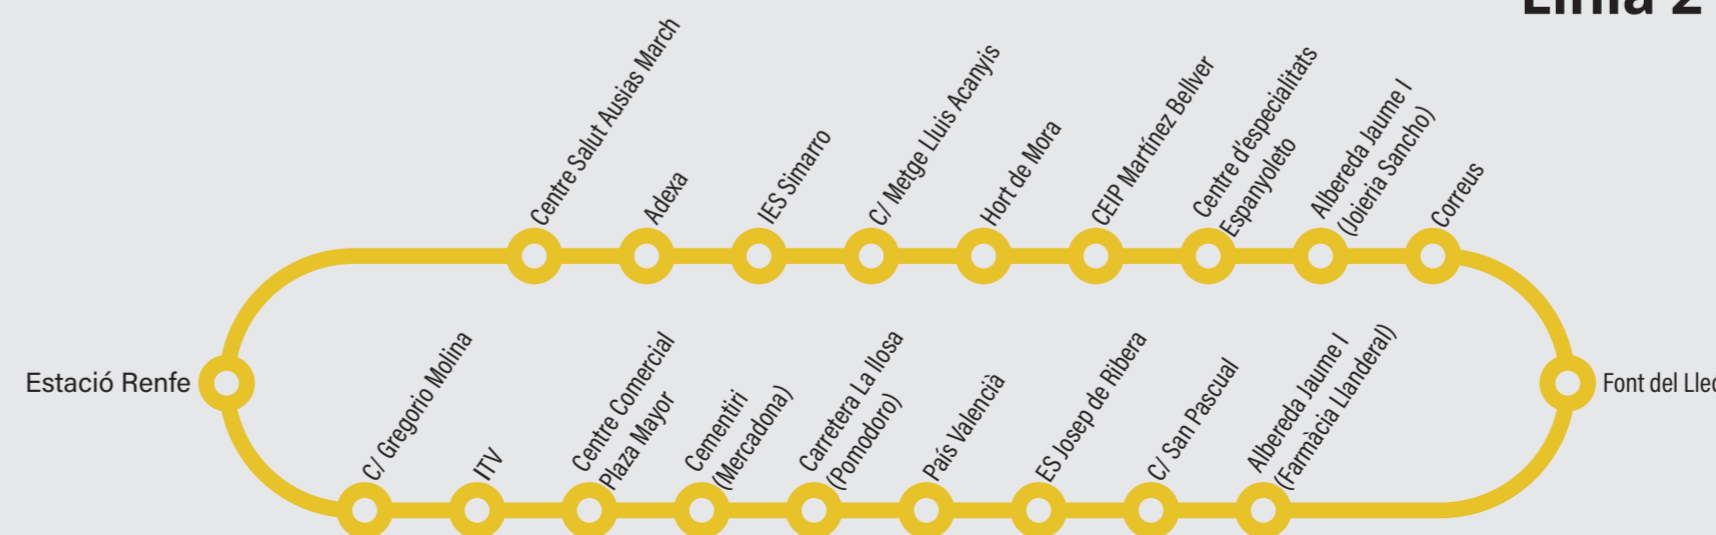 Línia 2
Centre Salut Ausias March
Adexa
IES Simarro
C/ Metge Lluis Acanyis
Hort de Mora
CEIP Martínez Bellver
Centre d'especialitats
Espanyoleto
Albereda Jaume I
(Joieria Sancho)
Correus
Estació Renfe
Font del
C/ Gregorio Molina
ITV
Centre Comercial
Plaza Mayor
Cementiri
(Mercadona)
Carretera La llosa
(Pomodoro)
País Valencià
ES Josep de Ribera
C/ San Pascual
Albereda Jaume I
(Farmàcia Llanderal)